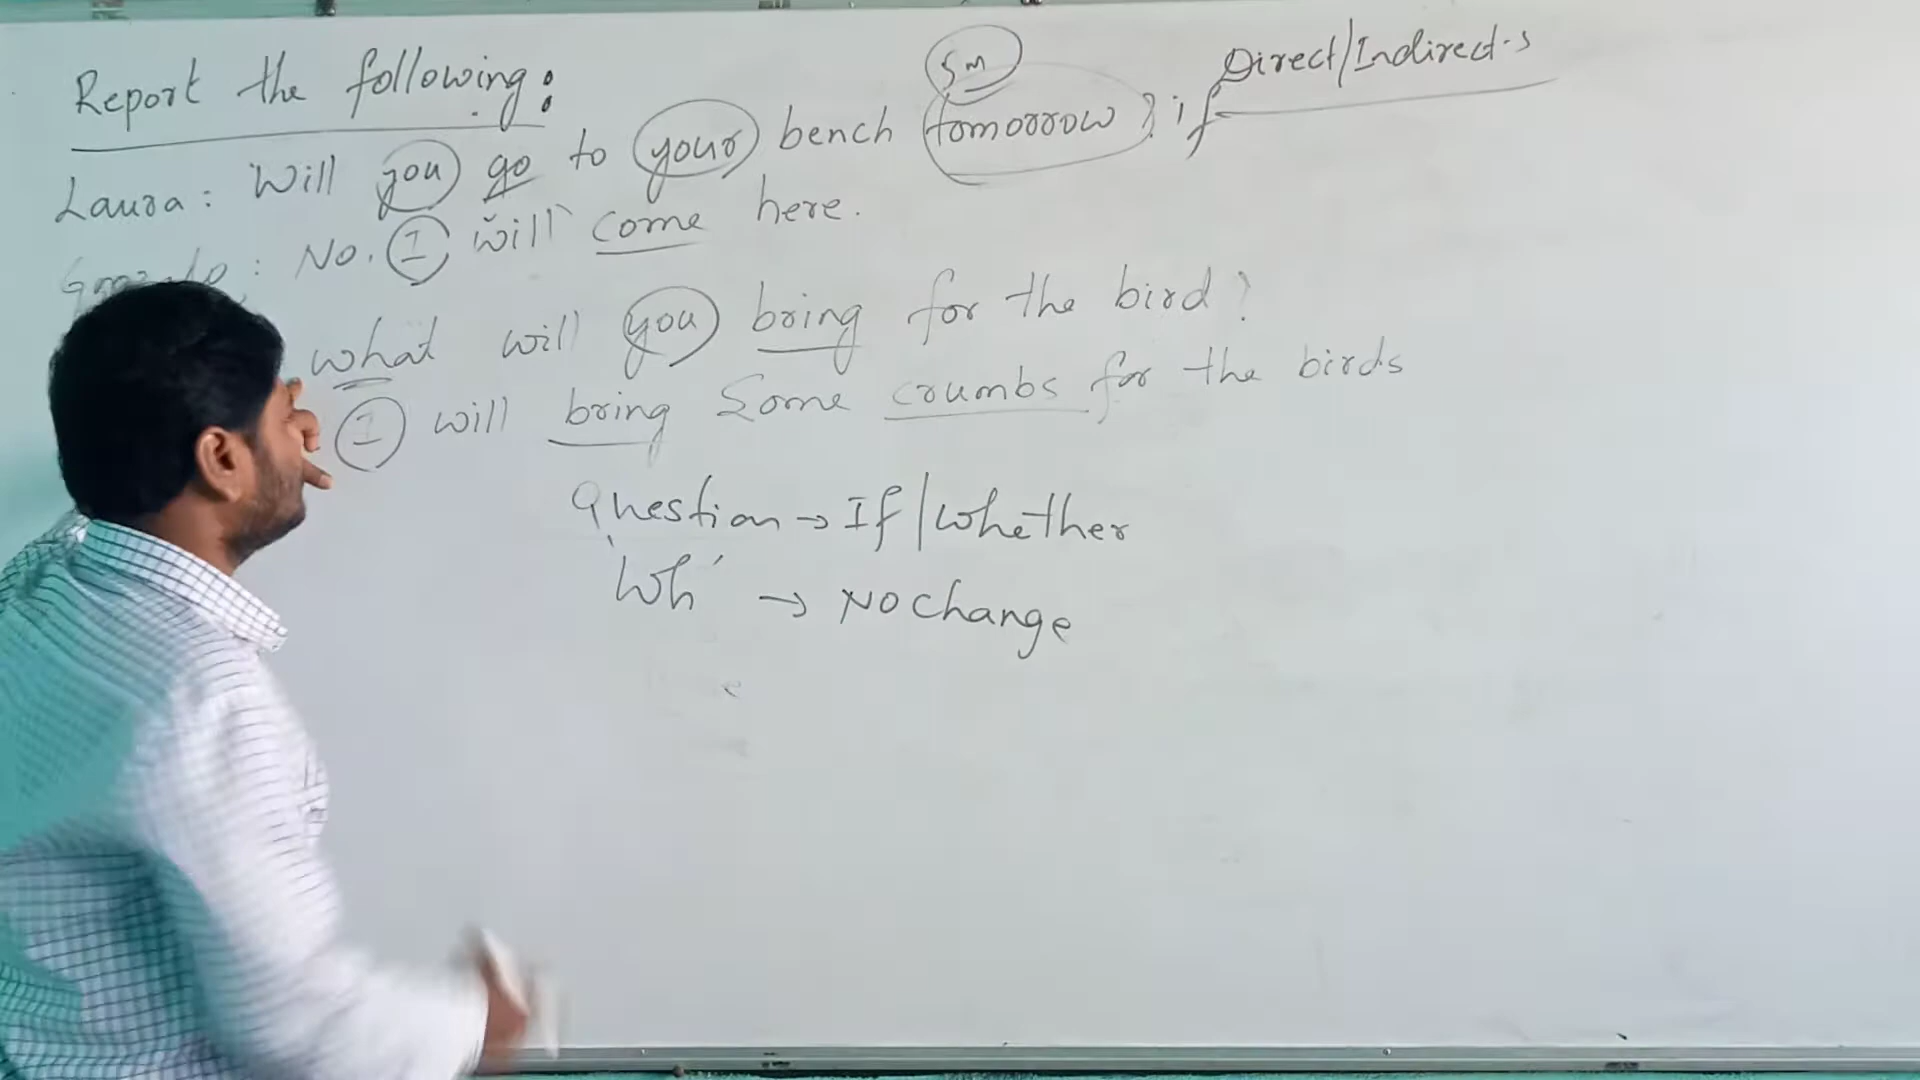 Report the following:
Direct/Indirect.s
5m
Laura: Will you go to your bench tomorrow? if
: No. I will come here.
What will you bring for the bird?
I will bring Some crumbs for the birds
Question → If/Whether
'Wh' → No change